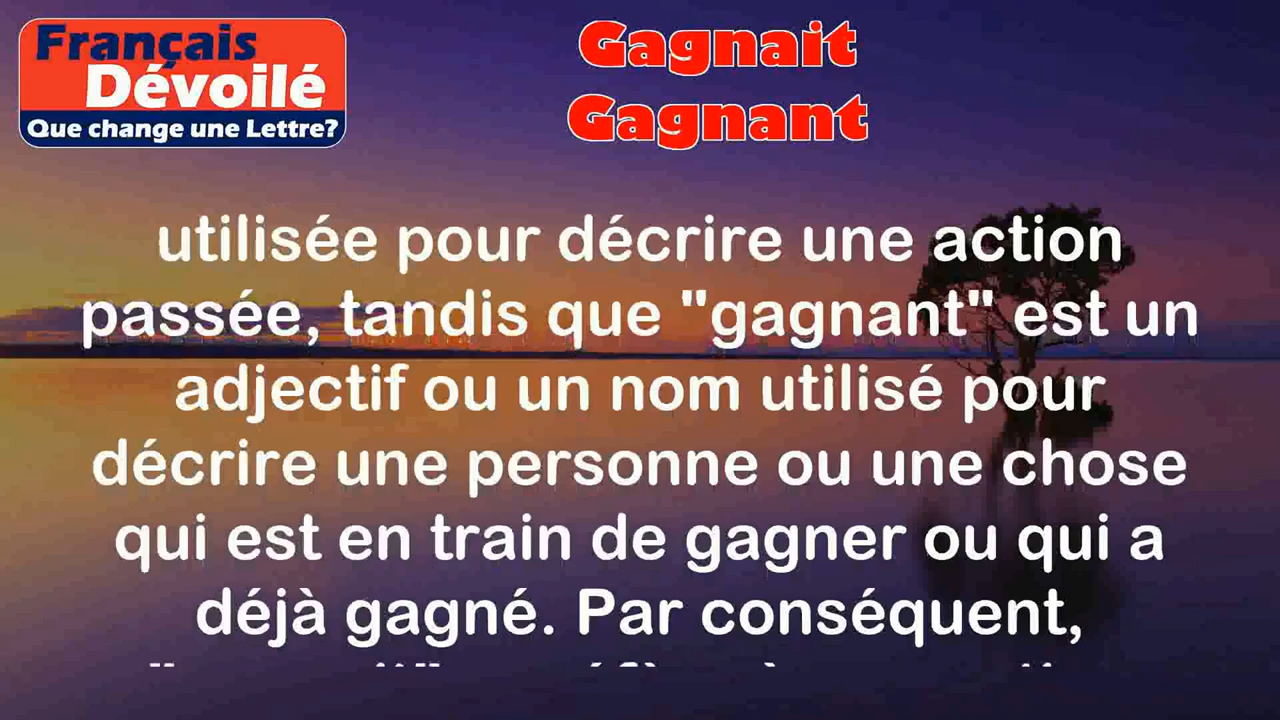 Français
Dévoilé
Que change une Lettre?
Gagnait
Gagnant
utilisée pour décrire une action
passée, tandis que "gagnant" est un
adjectif ou un nom utilisé pour
décrire une personne ou une chose
qui est en train de gagner ou qui a
déjà gagné. Par conséquent,